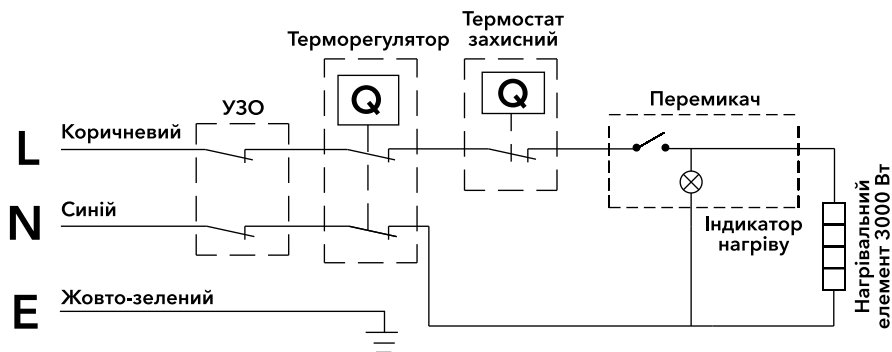 Терморегулятор
Термостат
захисний
Q
Q
УЗО
Перемикач
L
Коричневий
N
Синій
Індикатор
нагріву
E
Жовто-зелений
Нагрівальний
елемент 3000 Вт